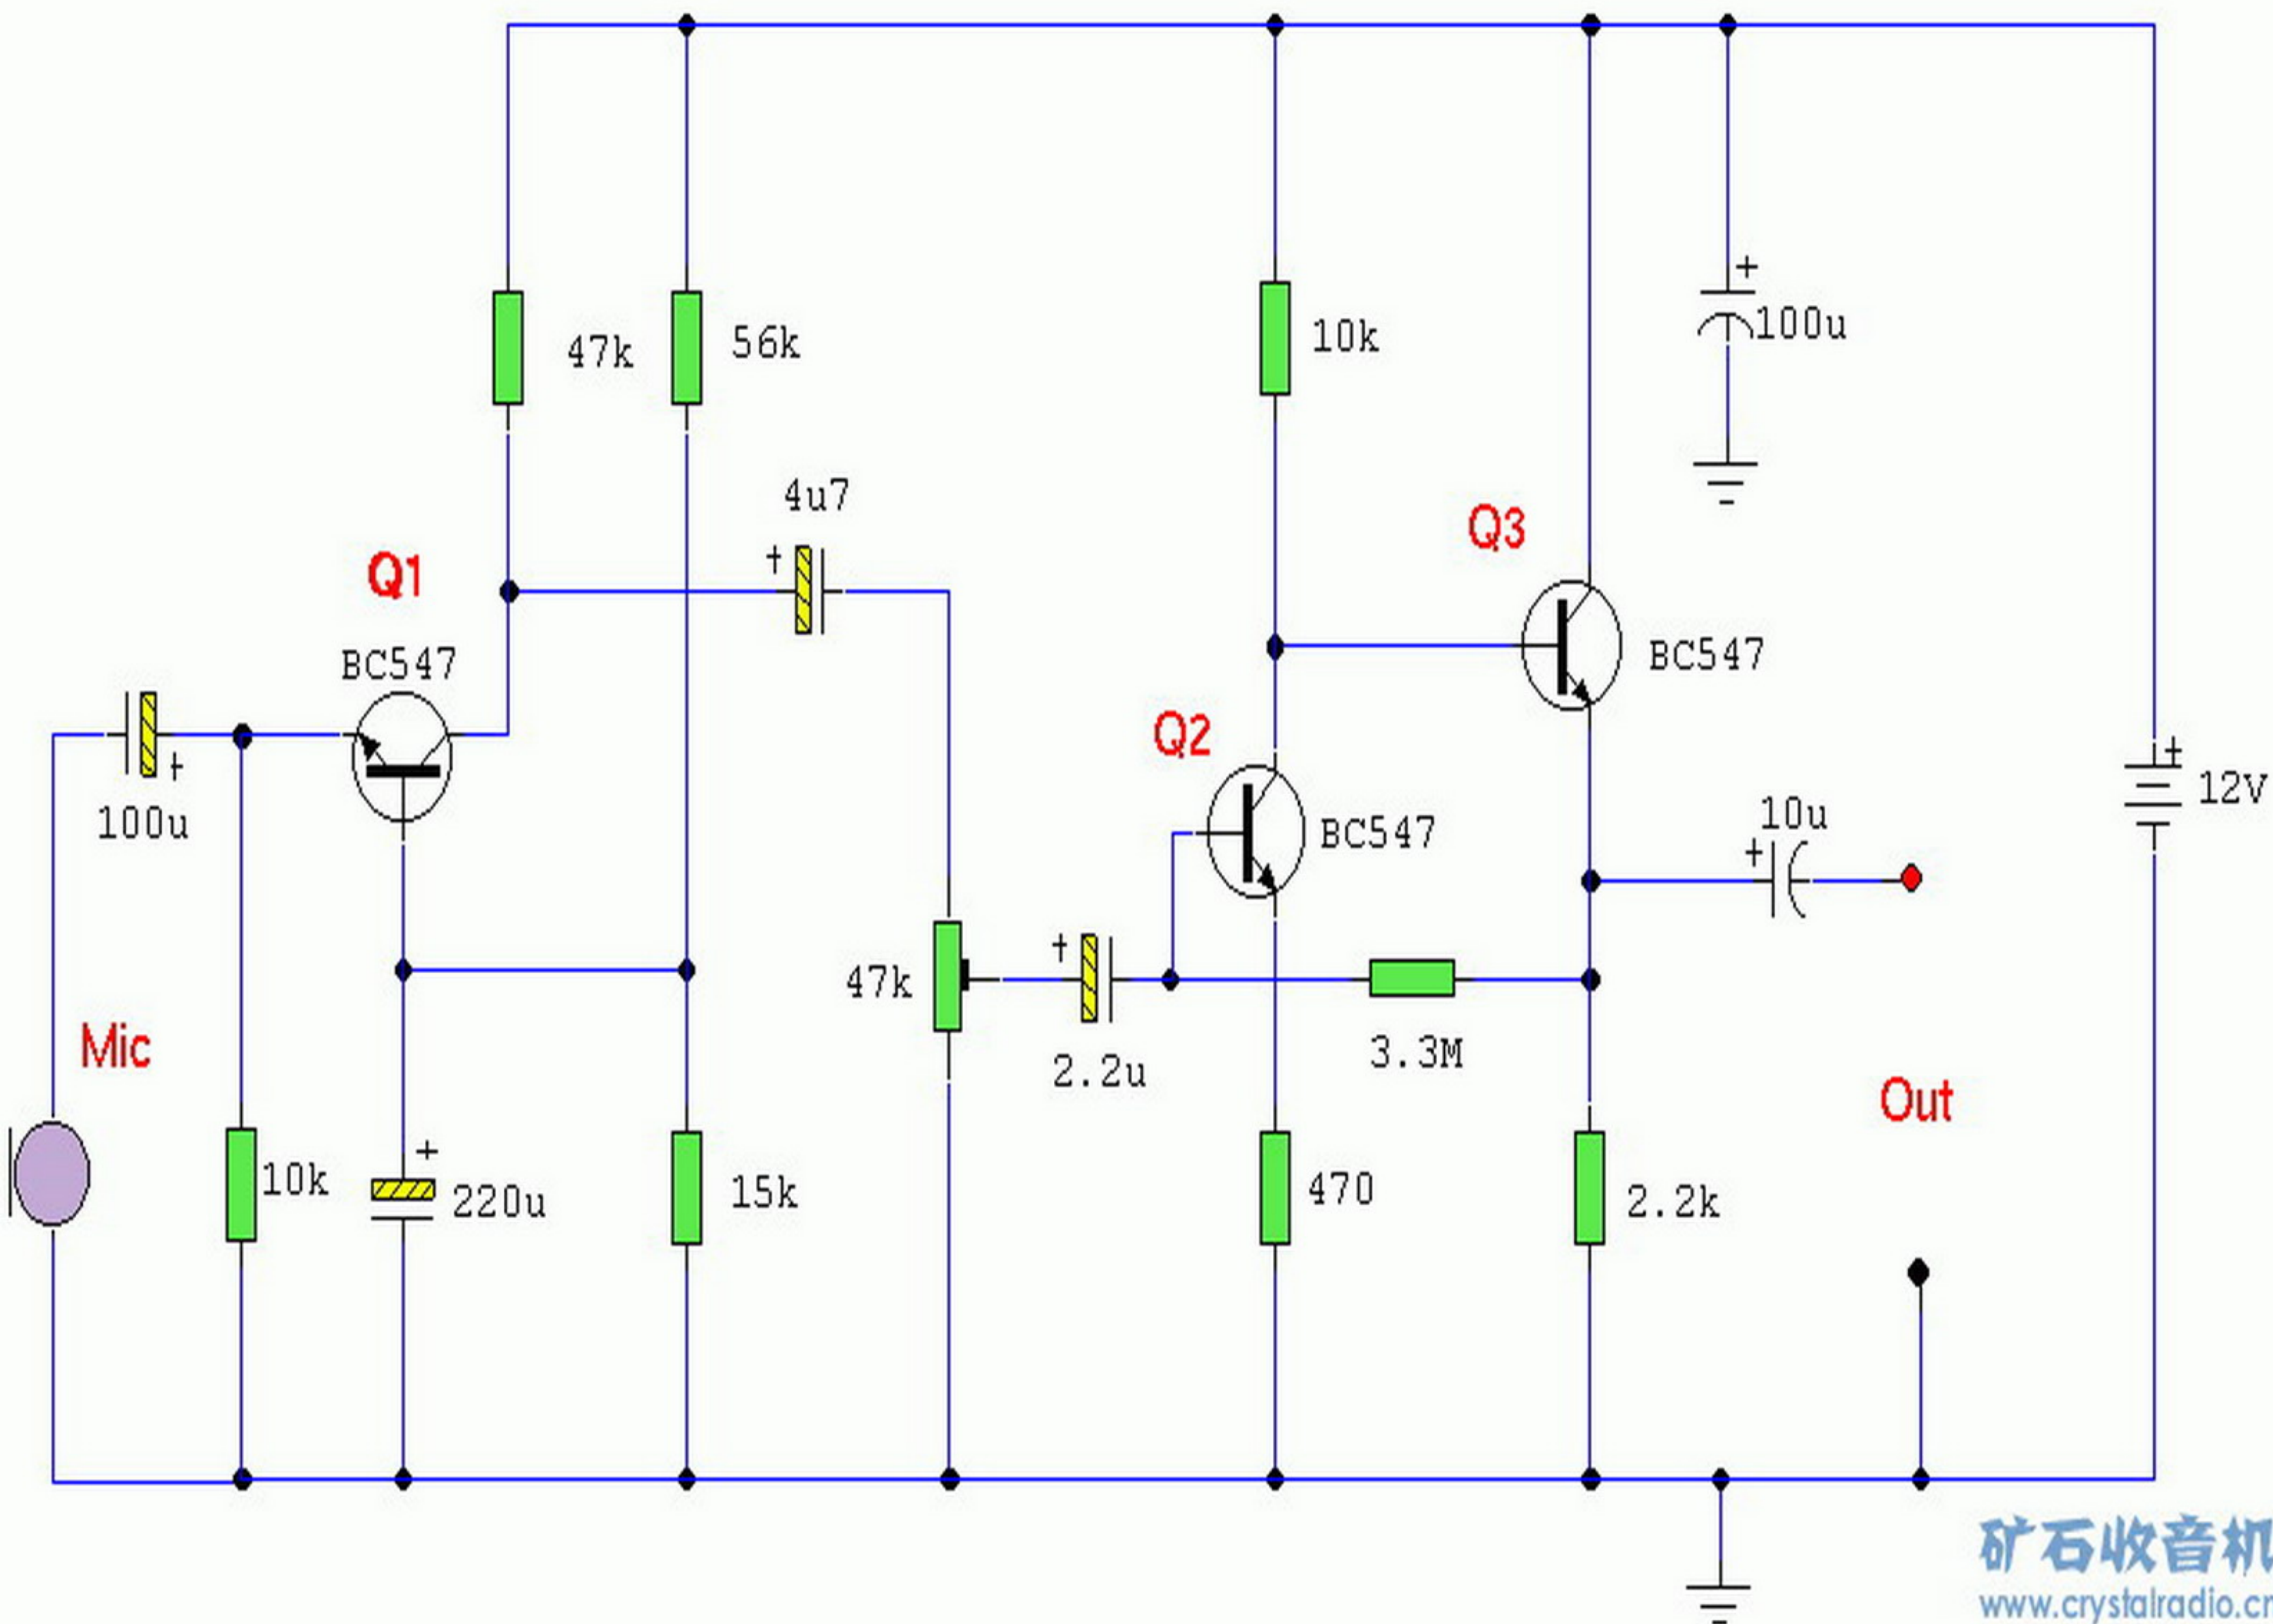 47k
56k
10k
+
100u
4u7
+
Q1
Q3
BC547
BC547
Q2
+
100u
BC547
+
12V
10u
+
47k
+
2.2u
3.3M
Mic
Out
10k
+
220u
15k
470
2.2k
矿石收音机
www.crystalradio.cn